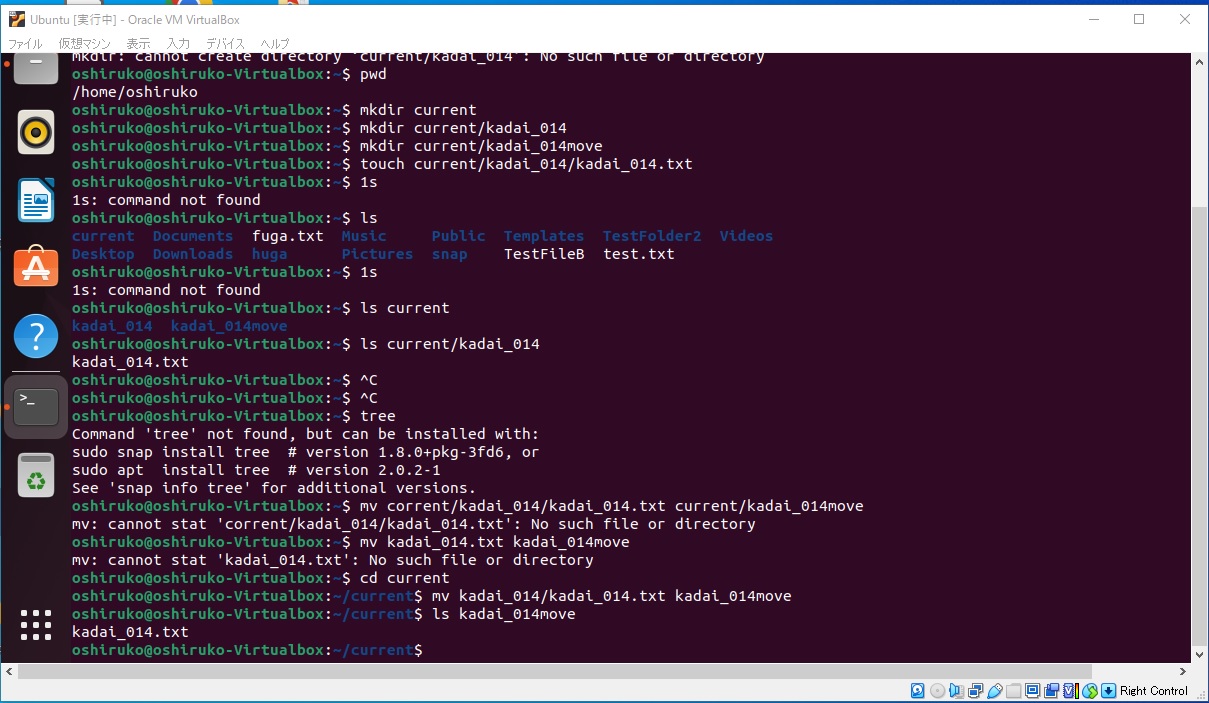 Ubuntu [実行中] - Oracle VM VirtualBox
ファイル 仮想マシン 表示 入力 デバイス ヘルプ
mkdir: cannot create directory 'current/kadai_014': No such file or directory
oshiruko@oshiruko-Virtualbox:~$ pwd
/home/oshiruko
oshiruko@oshiruko-Virtualbox:~$ mkdir current
oshiruko@oshiruko-Virtualbox:~$ mkdir current/kadai_014
oshiruko@oshiruko-Virtualbox:~$ mkdir current/kadai_014move
oshiruko@oshiruko-Virtualbox:~$ touch current/kadai_014/kadai_014.txt
oshiruko@oshiruko-Virtualbox:~$ 1s
1s: command not found
oshiruko@oshiruko-Virtualbox:~$ ls
current Documents fuga.txt Music Public Templates TestFolder2 Videos
Desktop Downloads huga Pictures snap TestFileB test.txt
oshiruko@oshiruko-Virtualbox:~$ 1s
1s: command not found
oshiruko@oshiruko-Virtualbox:~$ ls current
kadai_014 kadai_014move
oshiruko@oshiruko-Virtualbox:~$ ls current/kadai_014
kadai_014.txt
oshiruko@oshiruko-Virtualbox:~$ ^C
oshiruko@oshiruko-Virtualbox:~$ ^C
oshiruko@oshiruko-Virtualbox:~$ tree
Command 'tree' not found, but can be installed with:
sudo snap install tree # version 1.8.0+pkg-3fd6, or
sudo apt install tree # version 2.0.2-1
See 'snap info tree' for additional versions.
oshiruko@oshiruko-Virtualbox:~$ mv corrent/kadai_014/kadai_014.txt current/kadai_014move
mv: cannot stat 'corrent/kadai_014/kadai_014.txt': No such file or directory
oshiruko@oshiruko-Virtualbox:~$ mv kadai_014.txt kadai_014move
mv: cannot stat 'kadai_014.txt': No such file or directory
oshiruko@oshiruko-Virtualbox:~$ cd current
oshiruko@oshiruko-Virtualbox:~/current$ mv kadai_014/kadai_014.txt kadai_014move
oshiruko@oshiruko-Virtualbox:~/current$ ls kadai_014move
kadai_014.txt
oshiruko@oshiruko-Virtualbox:~/current$
Right Control